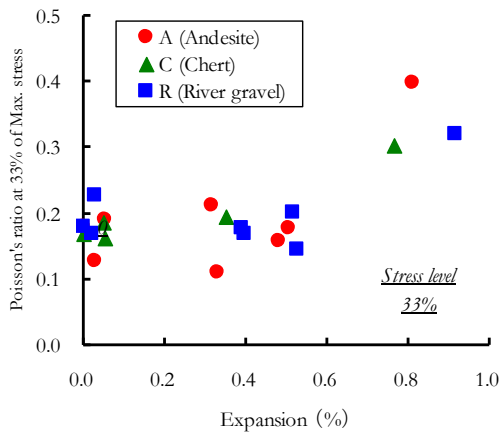 0.5
0.4
0.3
0.2
0.1
0.0
Poisson's ratio at 33% of Max. stress
A (Andesite)
C (Chert)
R (River gravel)
Stress level
33%
0.0 0.2 0.4 0.6 0.8 1.0
Expansion (%)